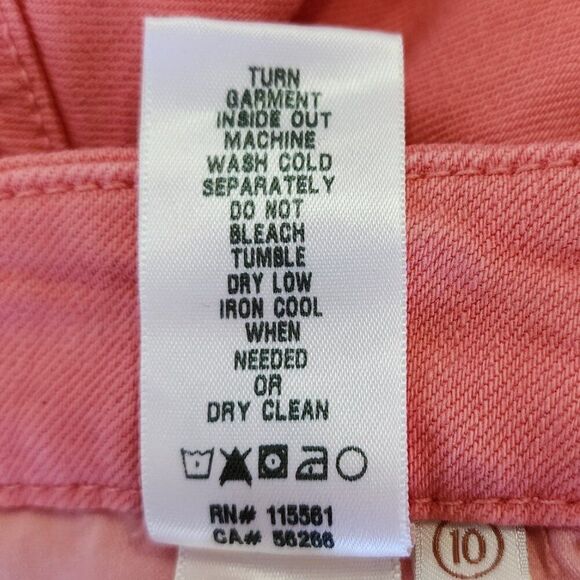 TURN
GARMENT
INSIDE OUT
MACHINE
WASH COLD
SEPARATELY
DO NOT
BLEACH
TUMBLE
DRY LOW
IRON COOL
WHEN
NEEDED
OR
DRY CLEAN
RN# 115561
CA# 56266
10